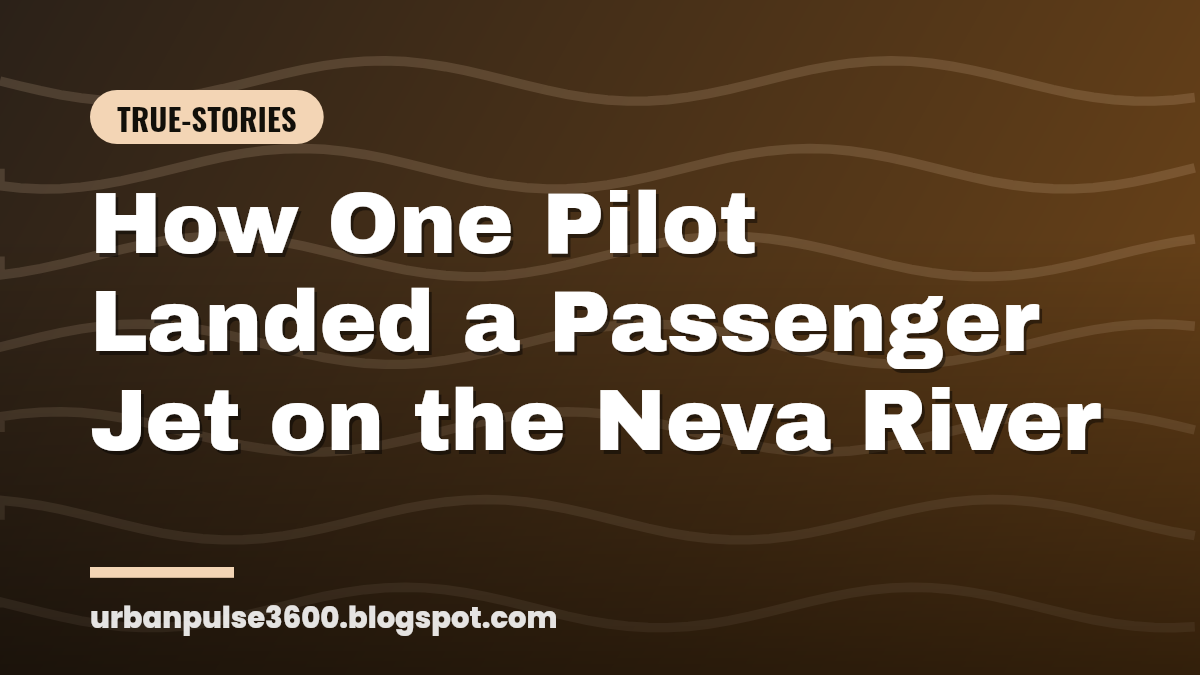 TRUE-STORIES
How One Pilot
Landed a Passenger
Jet on the Neva River
urbanpulse3600.blogspot.com